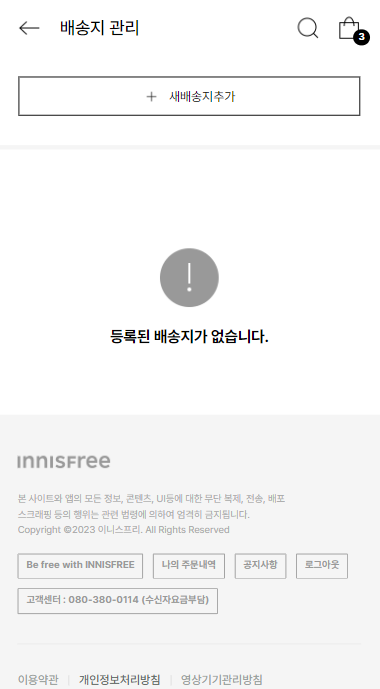 배송지 관리
3
+ 새배송지추가
!
등록된 배송지가 없습니다.
INNISFree
본 사이트와 앱의 모든 정보, 콘텐츠, UI등에 대한 무단 복제, 전송, 배포
스크래핑 등의 행위는 관련 법령에 의하여 엄격히 금지됩니다.
Copyright ©2023 이니스프리. All Rights Reserved
Be free with INNISFREE 나의 주문내역 공지사항 로그아웃
고객센터 : 080-380-0114 (수신자요금부담)
이용약관 | 개인정보처리방침 | 영상기기관리방침